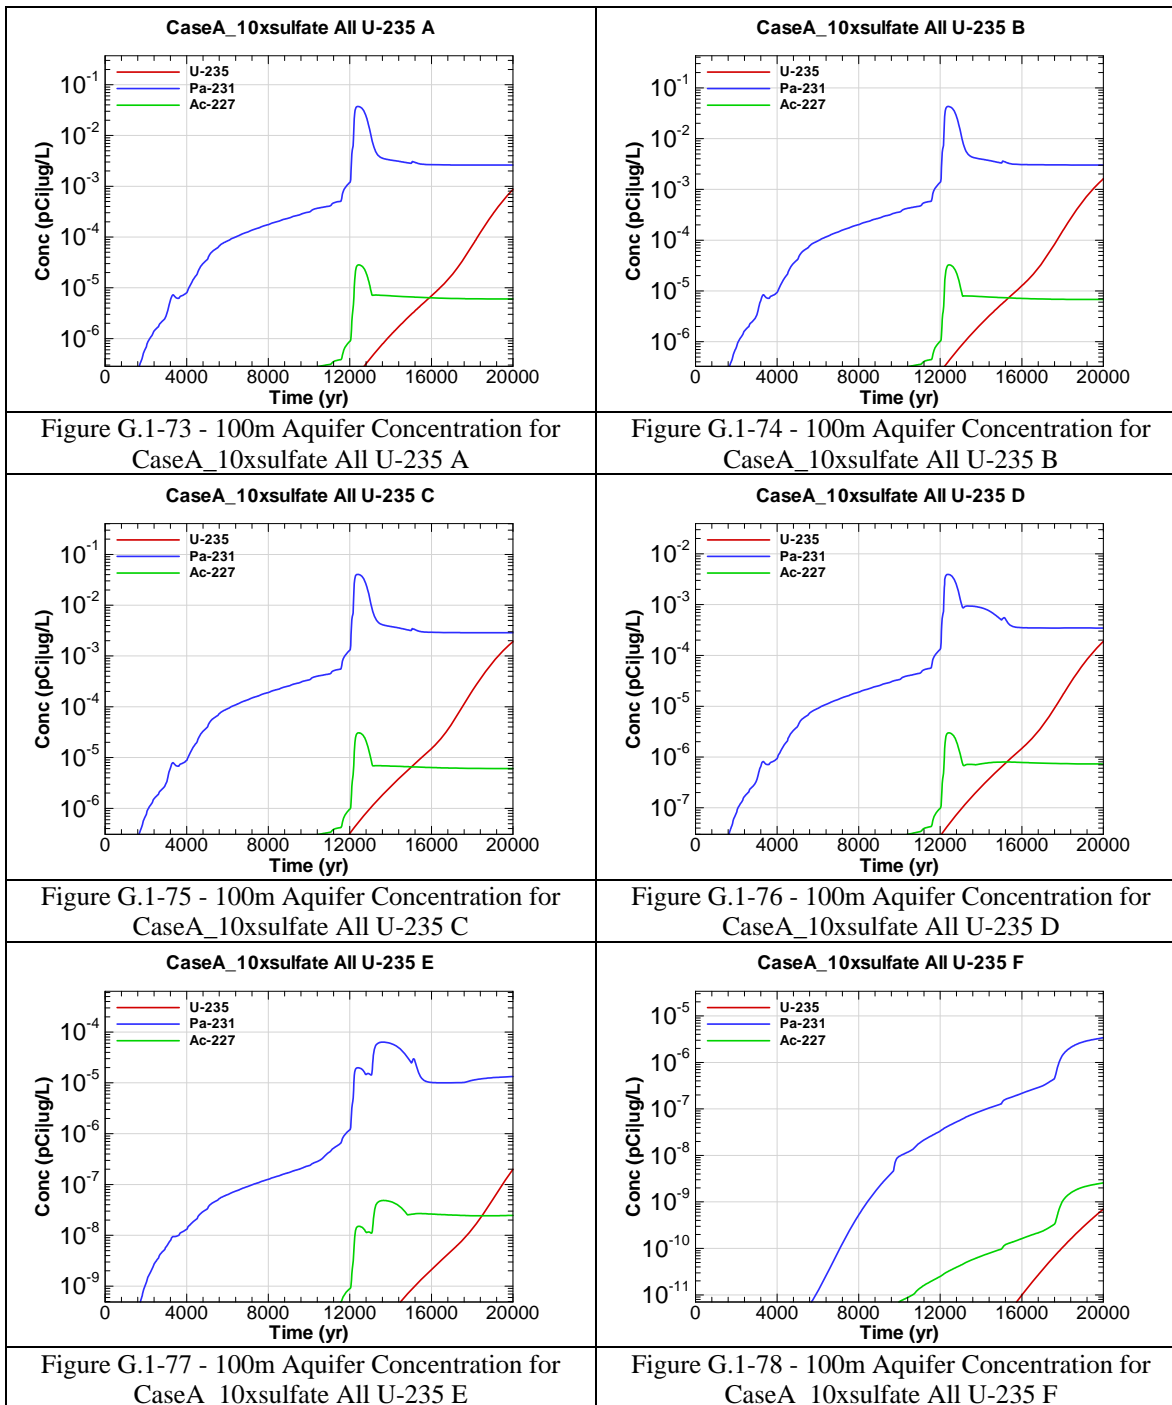 CaseA_10xsulfate All U-235 A
U-235
Pa-231
Ac-227
Conc (pCi|ug/L)
10-1
10-2
10-3
10-4
10-5
10-6
0 4000 8000 12000 16000 20000
Time (yr)
Figure G.1-73 - 100m Aquifer Concentration for
CaseA_10xsulfate All U-235 A
CaseA_10xsulfate All U-235 B
U-235
Pa-231
Ac-227
Conc (pCi|ug/L)
10-1
10-2
10-3
10-4
10-5
10-6
0 4000 8000 12000 16000 20000
Time (yr)
Figure G.1-74 - 100m Aquifer Concentration for
CaseA_10xsulfate All U-235 B
CaseA_10xsulfate All U-235 C
U-235
Pa-231
Ac-227
Conc (pCi|ug/L)
10-1
10-2
10-3
10-4
10-5
10-6
0 4000 8000 12000 16000 20000
Time (yr)
Figure G.1-75 - 100m Aquifer Concentration for
CaseA_10xsulfate All U-235 C
CaseA_10xsulfate All U-235 D
U-235
Pa-231
Ac-227
Conc (pCi|ug/L)
10-2
10-3
10-4
10-5
10-6
10-7
0 4000 8000 12000 16000 20000
Time (yr)
Figure G.1-76 - 100m Aquifer Concentration for
CaseA_10xsulfate All U-235 D
CaseA_10xsulfate All U-235 E
U-235
Pa-231
Ac-227
Conc (pCi|ug/L)
10-4
10-5
10-6
10-7
10-8
10-9
0 4000 8000 12000 16000 20000
Time (yr)
Figure G.1-77 - 100m Aquifer Concentration for
CaseA_10xsulfate All U-235 E
CaseA_10xsulfate All U-235 F
U-235
Pa-231
Ac-227
Conc (pCi|ug/L)
10-5
10-6
10-7
10-8
10-9
10-10
10-11
0 4000 8000 12000 16000 20000
Time (yr)
Figure G.1-78 - 100m Aquifer Concentration for
CaseA_10xsulfate All U-235 F